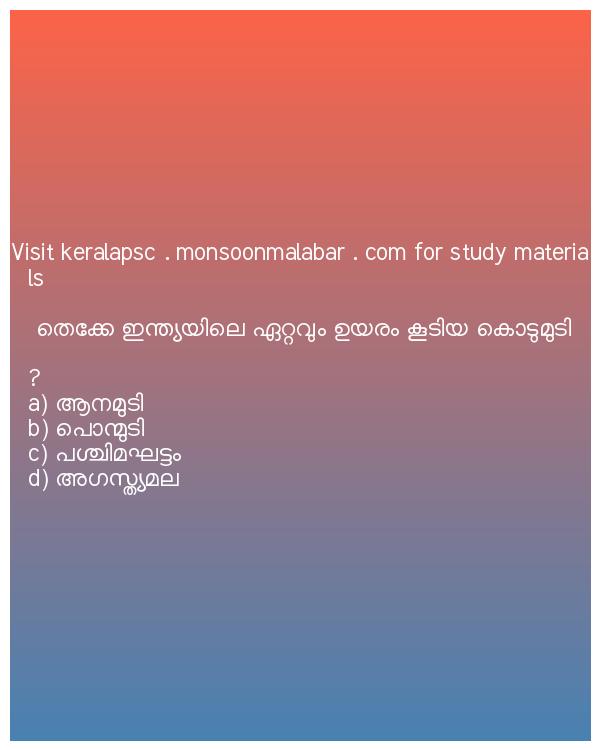 Visit keralapsc . monsoonmalabar . com for study materia
ls
തെക്കേ ഇന്ത്യയിലെ ഏറ്റവും ഉയരം കൂടിയ കൊടുമുടി
?
a) ആനമുടി
b) പൊന്മുടി
c) പശ്ചിമഘട്ടം
d) അഗസ്ത്യമല